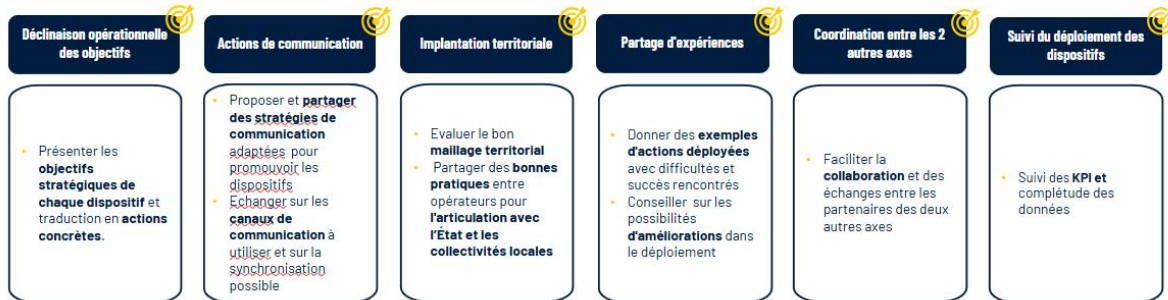 Déclinaison opérationnelle
des objectifs
• Présenter les
objectifs
stratégiques de
chaque dispositif et
traduction en actions
concrètes.
Actions de communication
• Proposer et partager
des stratégies de
communication
adaptées pour
promouvoir les
dispositifs
• Echanger sur les
canaux de
communication à
utiliser et sur la
synchronisation
possible
Implantation territoriale
• Evaluer le bon
maillage territorial
• Partager des bonnes
pratiques entre
opérateurs pour
l'articulation avec
l'État et les
collectivités locales
Partage d'expériences
• Donner des exemples
d'actions déployées
avec difficultés et
succès rencontrés
• Conseiller sur les
possibilités
d'améliorations dans
le déploiement
Coordination entre les 2
autres axes
• Faciliter la
collaboration et des
échanges entre les
partenaires des deux
autres axes
Suivi du déploiement des
dispositifs
• Suivi des KPI et
complétude des
données